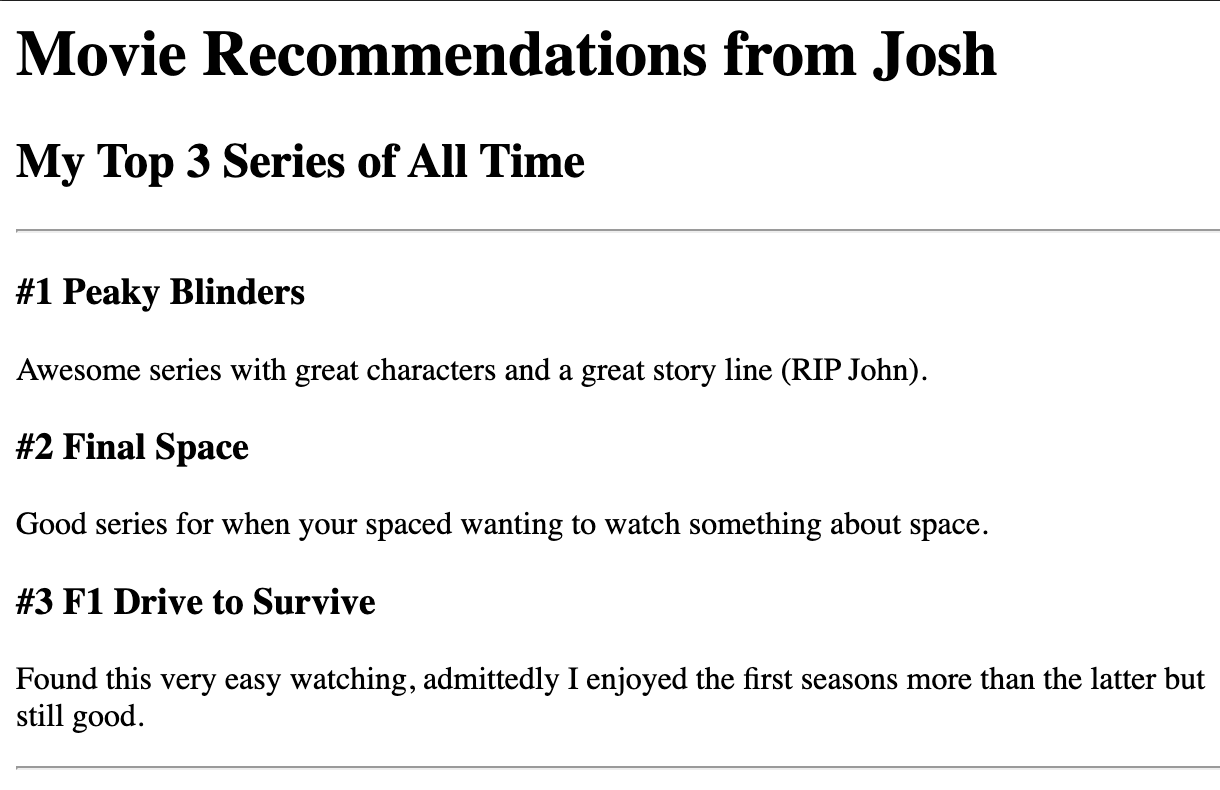 Movie Recommendations from Josh
My Top 3 Series of All Time
#1 Peaky Blinders
Awesome series with great characters and a great story line (RIP John).
#2 Final Space
Good series for when your spaced wanting to watch something about space.
#3 F1 Drive to Survive
Found this very easy watching, admittedly I enjoyed the first seasons more than the latter but
still good.